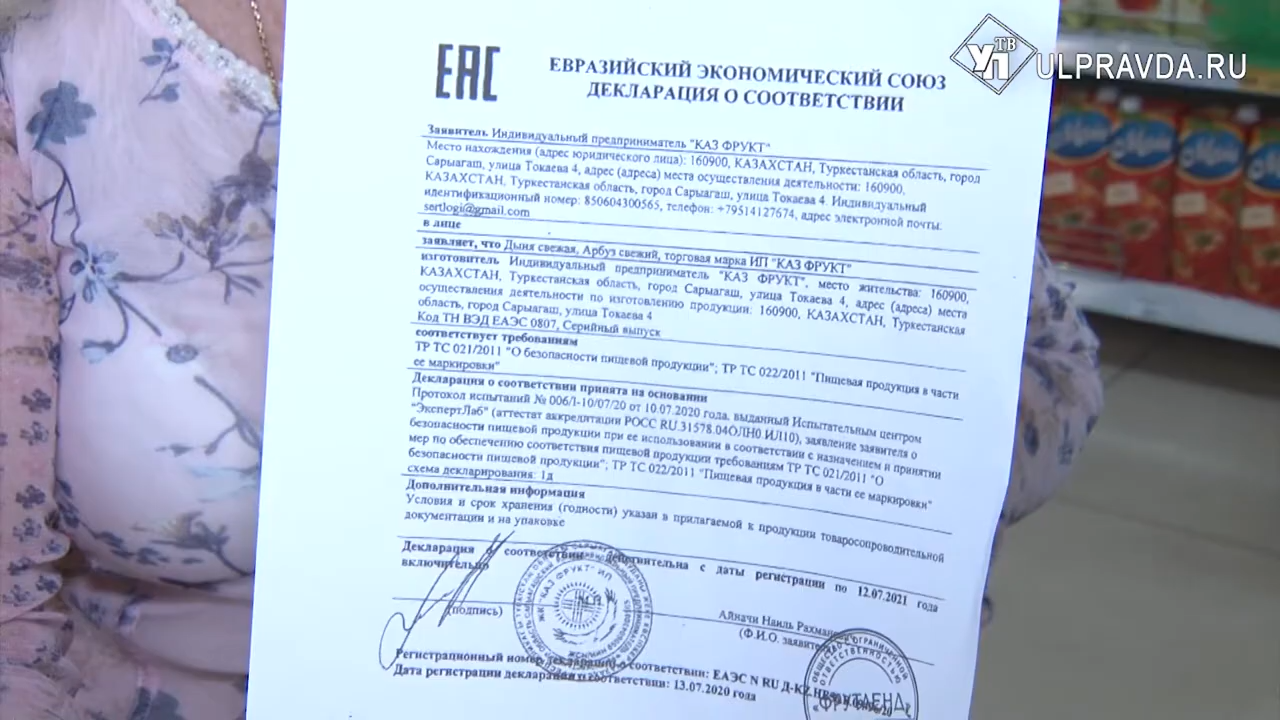 УП ТВ ULPRAVDA.RU
ЕАС
ЕВРАЗИЙСКИЙ ЭКОНОМИЧЕСКИЙ СОЮЗ
ДЕКЛАРАЦИЯ О СООТВЕТСТВИИ
Заявитель Индивидуальный предприниматель "КАЗ ФРУКТ"
Место нахождения (адрес юридического лица): 160900, КАЗАХСТАН, Туркестанская область, город
Сарыагаш, улица Токаева 4, адрес (адреса) места осуществления деятельности: 160900,
КАЗАХСТАН, Туркестанская область, город Сарыагаш, улица Токаева 4. Индивидуальный
идентификационный номер: 850604300565, телефон: +79514127674, адрес электронной почты:
sertlogi@gmail.com
в лице
заявляет, что Дыня свежая, Арбуз свежий, торговая марка ИП "КАЗ ФРУКТ"
изготовитель Индивидуальный предприниматель "КАЗ ФРУКТ", место жительства: 160900,
КАЗАХСТАН, Туркестанская область, город Сарыагаш, улица Токаева 4, адрес (адреса) места
осуществления деятельности по изготовлению продукции: 160900, КАЗАХСТАН, Туркестанская
область, город Сарыагаш, улица Токаева 4
Код ТН ВЭД ЕАЭС 0807, Серийный выпуск
соответствует требованиям
ТР ТС 021/2011 "О безопасности пищевой продукции"; ТР ТС 022/2011 "Пищевая продукция в части
ее маркировки"
Декларация о соответствии принята на основании
Протокол испытаний № 006/I-10/07/20 от 10.07.2020 года, выданный Испытательным центром
"ЭкспертЛаб" (аттестат аккредитации РОСС RU.31578.04ОЛН0 ИЛ10), заявление заявителя о
безопасности пищевой продукции при ее использовании в соответствии с назначением и принятии
мер по обеспечению соответствия пищевой продукции требованиям ТР ТС 021/2011 "О
безопасности пищевой продукции"; ТР ТС 022/2011 "Пищевая продукция в части ее маркировки"
схема декларирования: 1д
Дополнительная информация
Условия и срок хранения (годности) указан в прилагаемой к продукции товаросопроводительной
документации и на упаковке
Декларация о соответствии действительна с даты регистрации по 12.07.2021 года
включительно
(подпись)
Айначи Наиль
(Ф.И.О. заявителя
"КАЗ ФРУКТ" ИП
Регистрационный номер декларации о соответствии: ЕАЭС N RU Д-KZ
Дата регистрации декларации о соответствии: 13.07.2020 года
ОБЩЕСТВО С ОГРАНИЧЕННОЙ
ОТВЕТСТВЕННОСТЬЮ
"ФРУТЛЕНД"